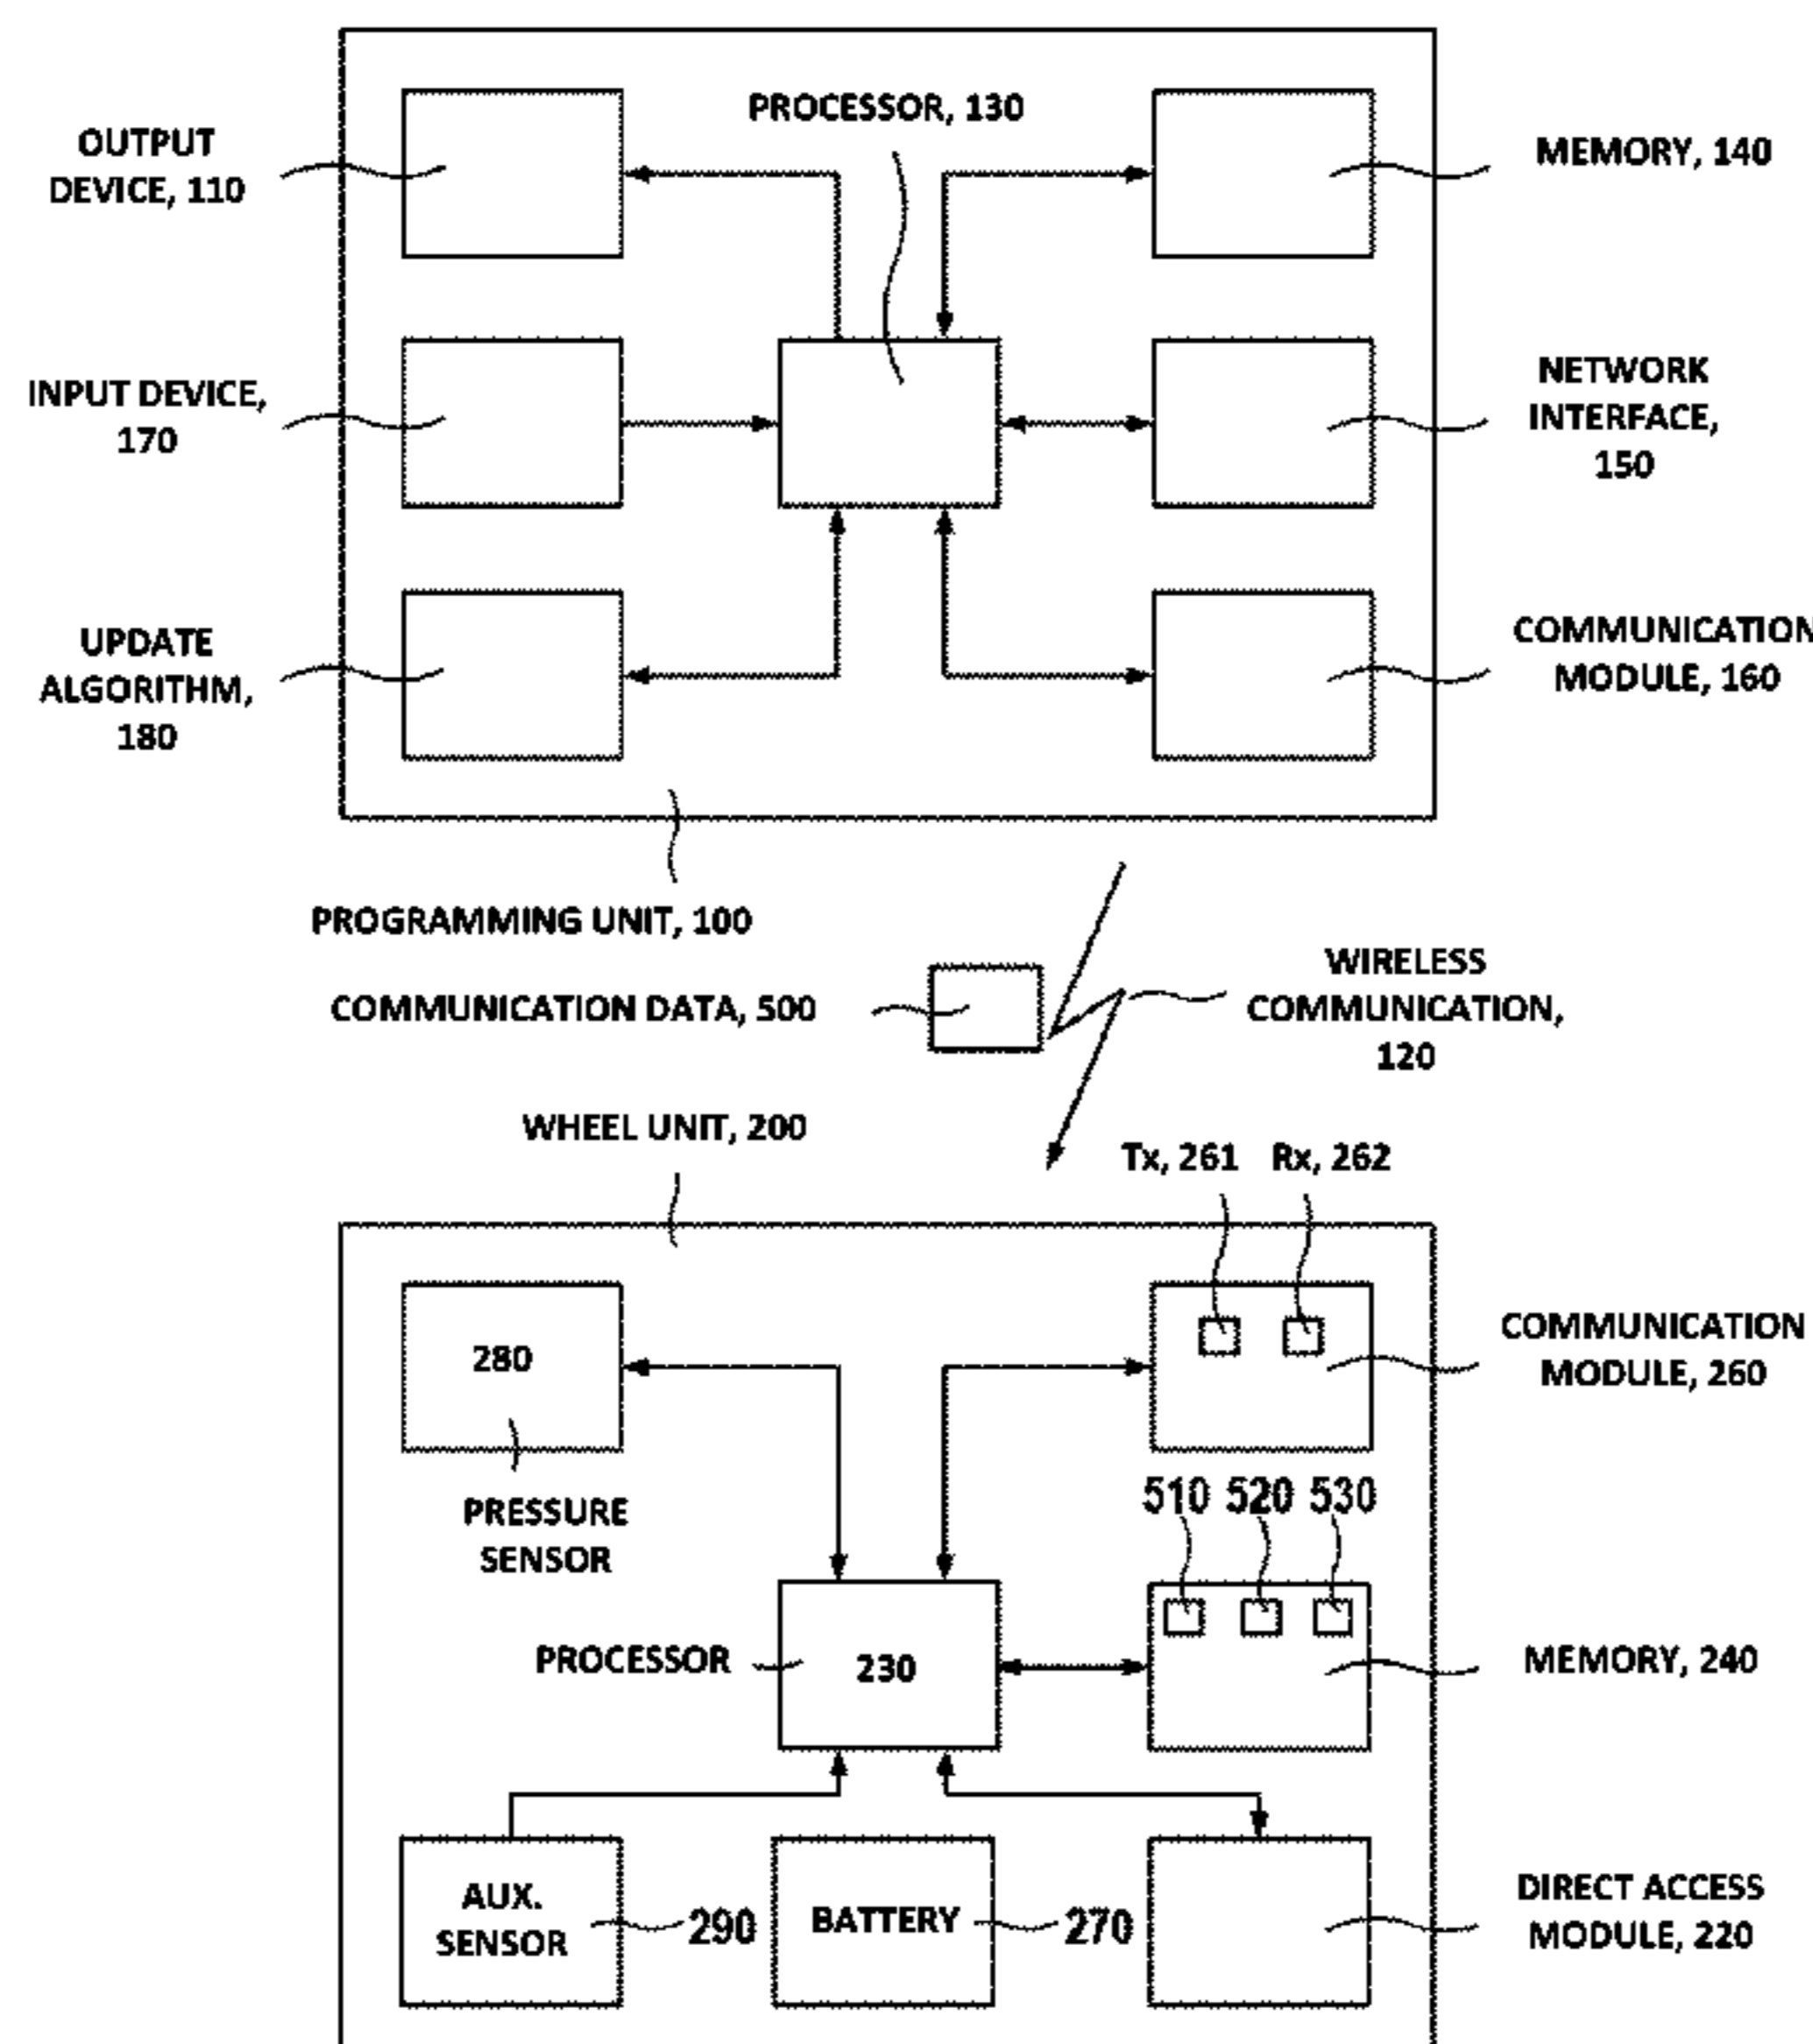 PROCESSOR, 130
OUTPUT
DEVICE, 110
MEMORY, 140
INPUT DEVICE,
170
NETWORK
INTERFACE,
150
UPDATE
ALGORITHM,
180
COMMUNICATION
MODULE, 160
PROGRAMMING UNIT, 100
COMMUNICATION DATA, 500
WIRELESS
COMMUNICATION,
120
WHEEL UNIT, 200
Tx, 261
Rx, 262
280
PRESSURE
SENSOR
COMMUNICATION
MODULE, 260
510 520 530
PROCESSOR
230
MEMORY, 240
AUX.
SENSOR
290
BATTERY
270
DIRECT ACCESS
MODULE, 220